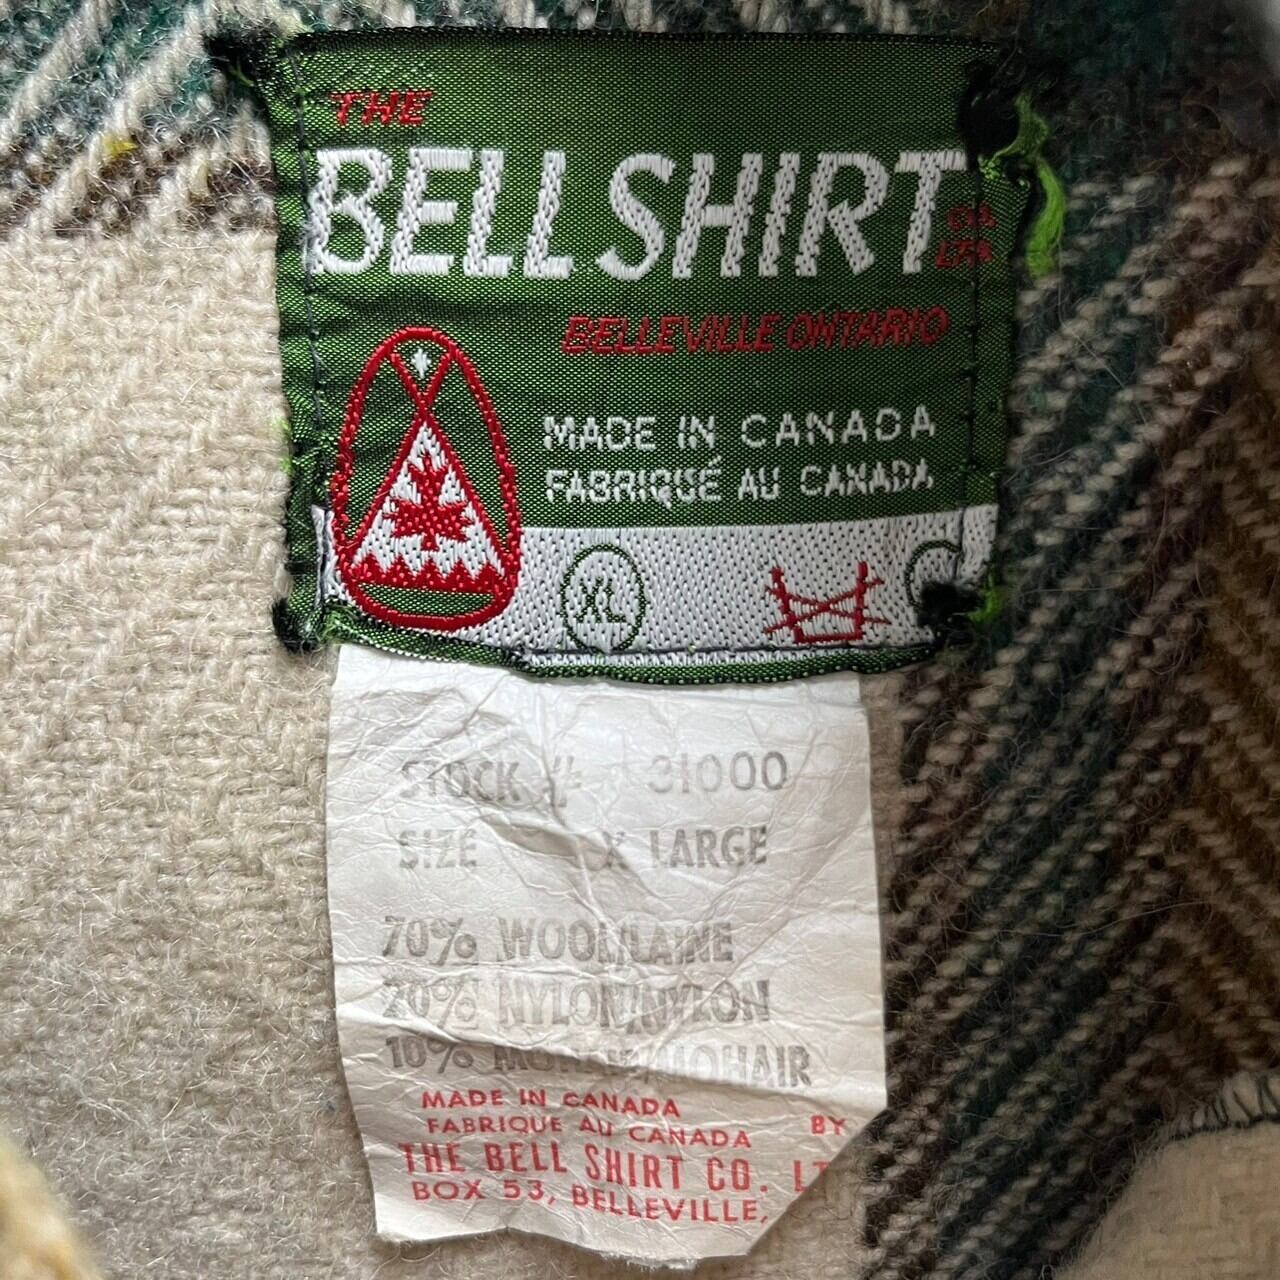 THE
BELL SHIRT CO. LTD.
BELLEVILLE ONTARIO
MADE IN CANADA
FABRIQUÉ AU CANADA
XL
STOCK # 31000
SIZE X LARGE
70% WOOL/LAINE
20% NYLON/NYLON
10% MOHAIR/MOHAIR
MADE IN CANADA
FABRIQUE AU CANADA BY
THE BELL SHIRT CO. LT
BOX 53, BELLEVILLE,